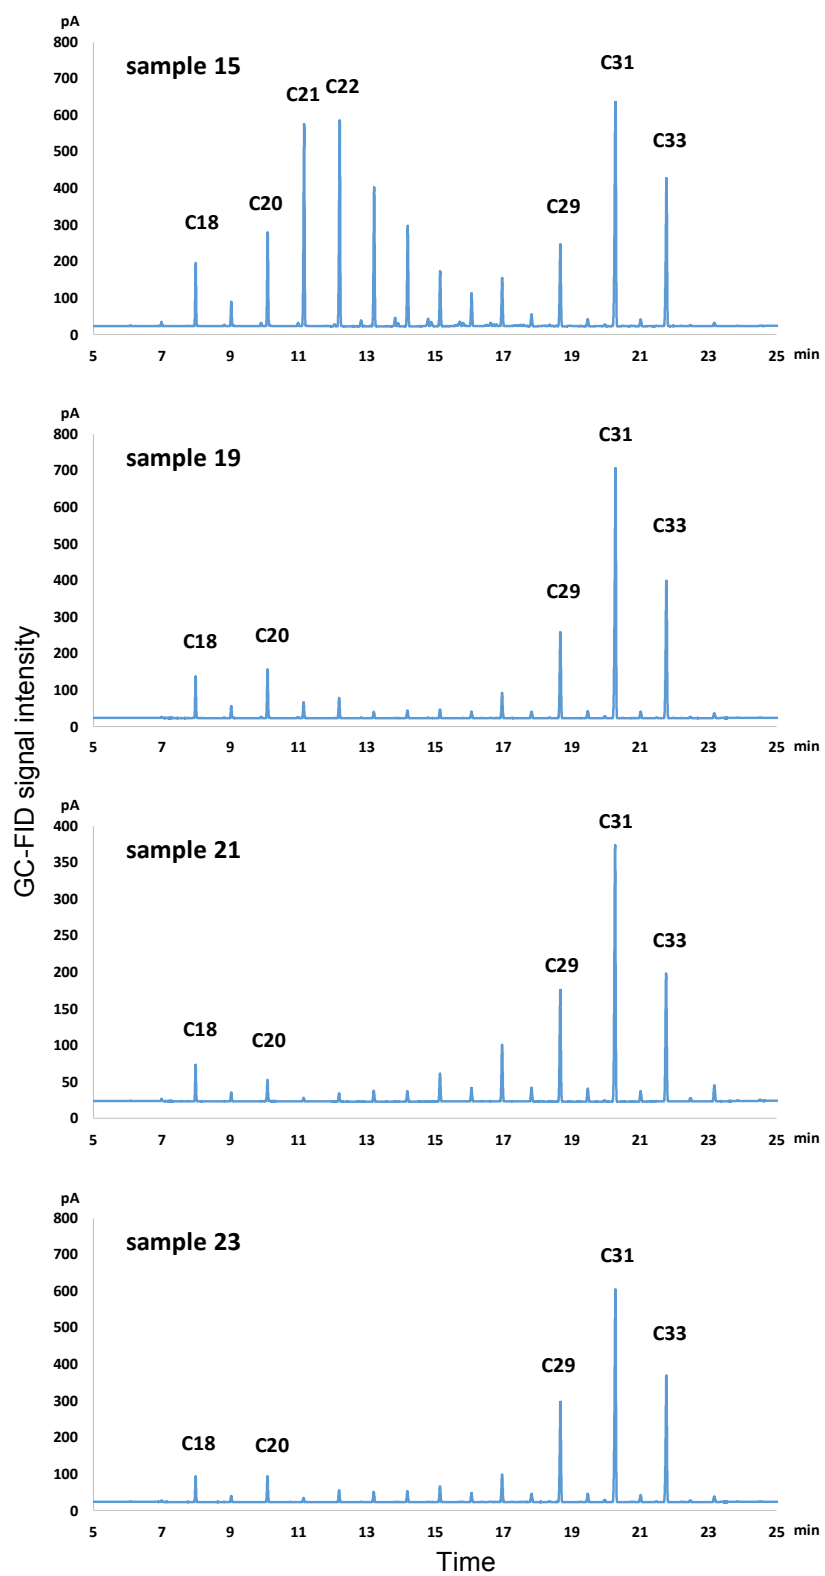 pA
800
sample 15
C31
700
C21 C22
600
C33
500
400
C20
C29
300
C18
200
100
0
5 7 9 11 13 15 17 19 21 23 25 min
pA
800
C31
sample 19
700
600
C33
500
400
C29
300
C18 C20
200
100
0
5 7 9 11 13 15 17 19 21 23 25 min
GC-FID signal intensity
pA
400
C31
sample 21
350
300
250
C33
C29
200
150
C18
C20
100
50
0
5 7 9 11 13 15 17 19 21 23 25 min
pA
800
sample 23
C31
700
600
C33
500
C29
400
300
200
C18 C20
100
0
5 7 9 11 13 15 17 19 21 23 25 min
Time